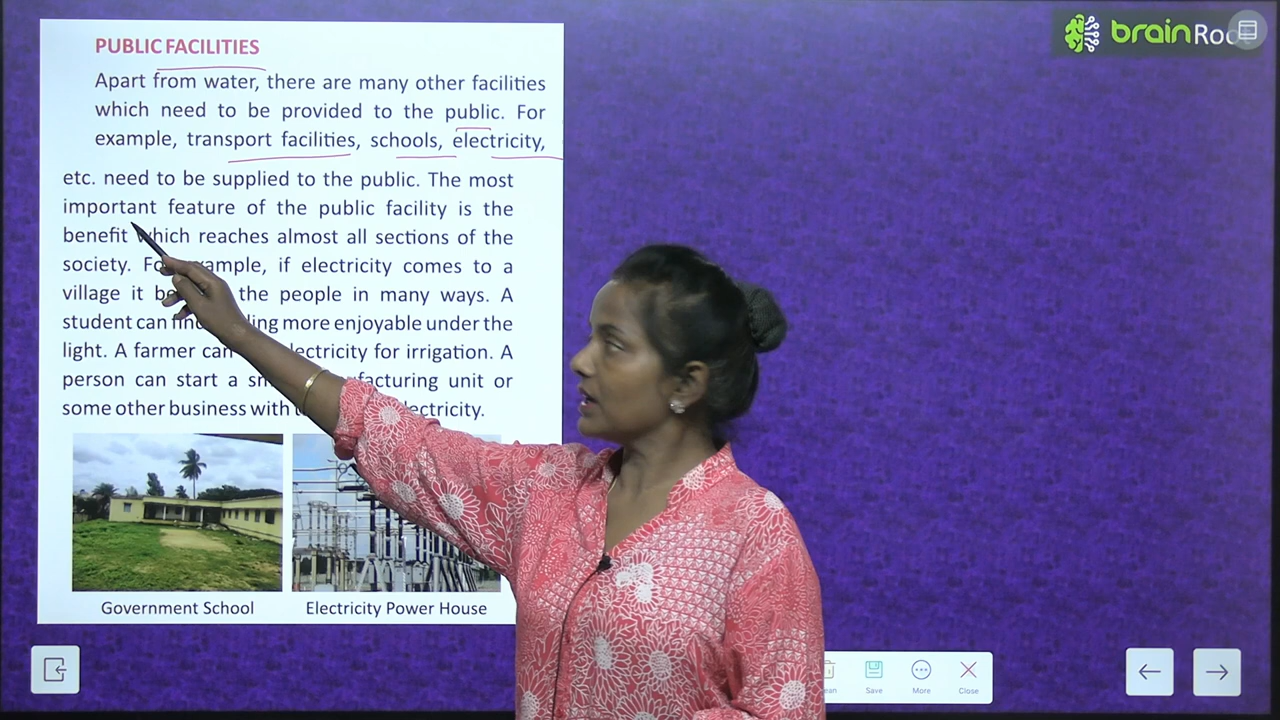 PUBLIC FACILITIES
Apart from water, there are many other facilities
which need to be provided to the public. For
example, transport facilities, schools, electricity,
etc. need to be supplied to the public. The most
important feature of the public facility is the
benefit which reaches almost all sections of the
society. For example, if electricity comes to a
village it the people in many ways. A
student can find more enjoyable under the
light. A farmer can electricity for irrigation. A
person can start a manufacturing unit or
some other business with electricity.
Government School
Electricity Power House
brain
Save
More
Close